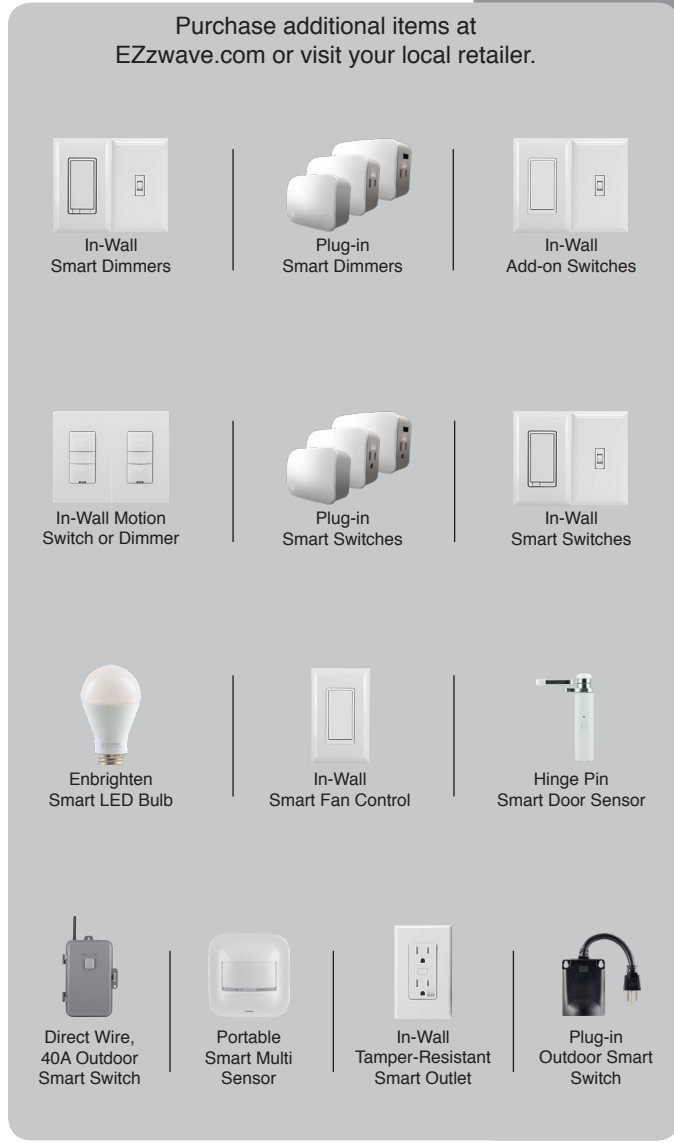 Purchase additional items at
EZzwave.com or visit your local retailer.
In-Wall
Smart Dimmers
Plug-in
Smart Dimmers
In-Wall
Add-on Switches
In-Wall Motion
Switch or Dimmer
Plug-in
Smart Switches
In-Wall
Smart Switches
Enbrighten
Smart LED Bulb
In-Wall
Smart Fan Control
Hinge Pin
Smart Door Sensor
Direct Wire,
40A Outdoor
Smart Switch
Portable
Smart Multi
Sensor
In-Wall
Tamper-Resistant
Smart Outlet
Plug-in
Outdoor Smart
Switch